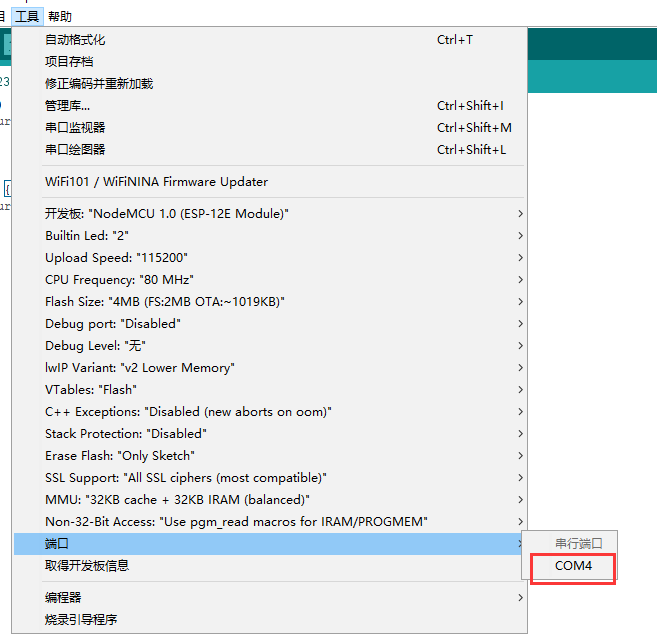 工具 帮助
自动格式化 Ctrl+T
项目存档
修正编码并重新加载
管理库... Ctrl+Shift+I
串口监视器 Ctrl+Shift+M
串口绘图器 Ctrl+Shift+L
WiFi101 / WiFiNINA Firmware Updater
开发板: "NodeMCU 1.0 (ESP-12E Module)"
Builtin Led: "2"
Upload Speed: "115200"
CPU Frequency: "80 MHz"
Flash Size: "4MB (FS:2MB OTA:~1019KB)"
Debug port: "Disabled"
Debug Level: "无"
lwIP Variant: "v2 Lower Memory"
VTables: "Flash"
C++ Exceptions: "Disabled (new aborts on oom)"
Stack Protection: "Disabled"
Erase Flash: "Only Sketch"
SSL Support: "All SSL ciphers (most compatible)"
MMU: "32KB cache + 32KB IRAM (balanced)"
Non-32-Bit Access: "Use pgm_read macros for IRAM/PROGMEM"
端口 串行端口
取得开发板信息 COM4
编程器
烧录引导程序